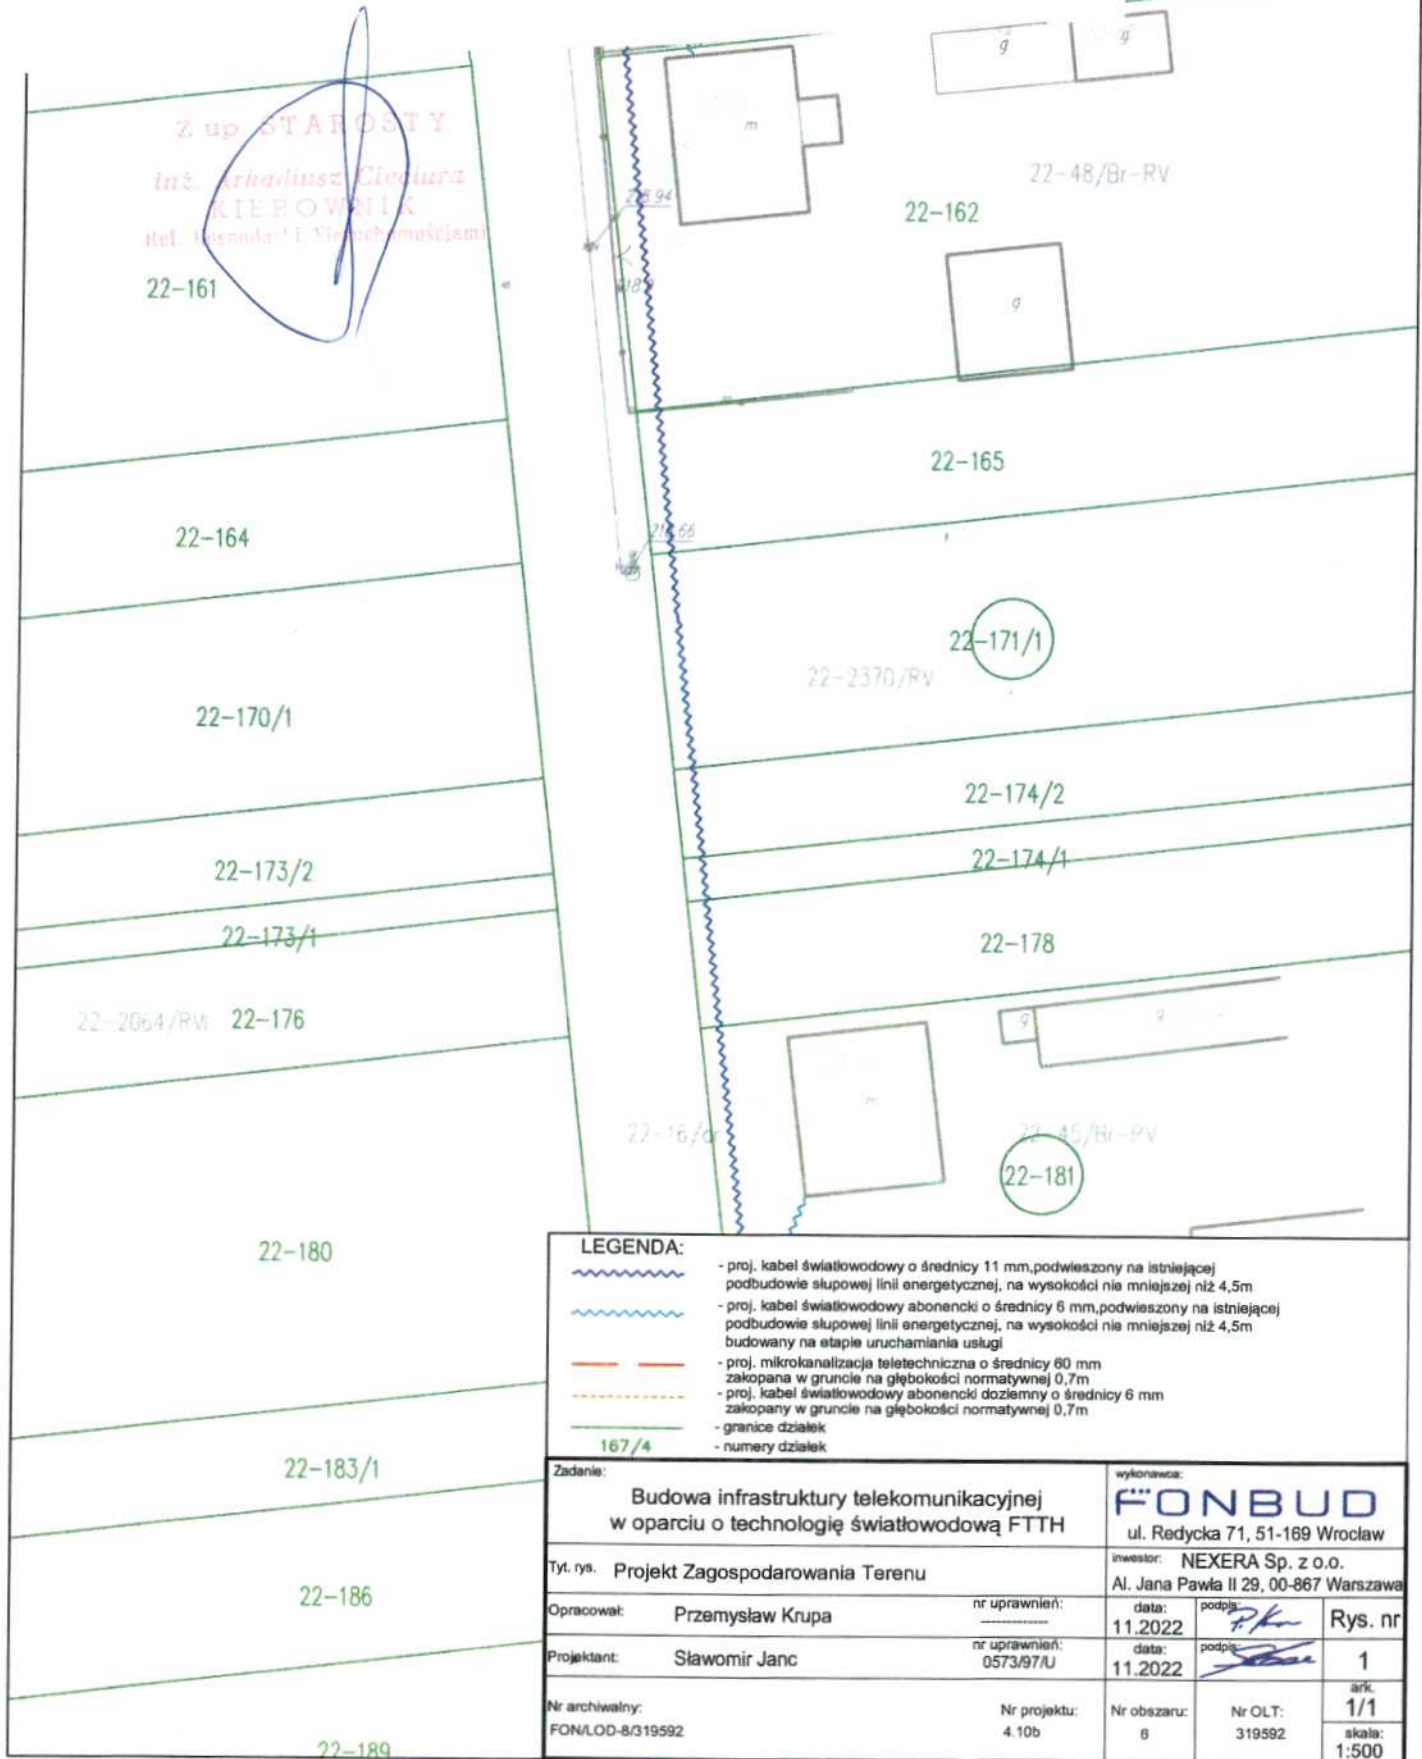 g
g
Z up. STAROSTY
m
inż. Arkadiusz Cieciura
22-48/Br-RV
KIEROWNIK
22-162
22-161
g
22-165
22-164
22-171/1
22-2370/RV
22-170/1
22-174/2
22-174/1
22-173/2
22-173/1
22-178
22-2064/RVI 22-176
g
g
m
22-16/dr
22-45/Br-RV
22-181
22-180
22-183/1
22-186
22-189
LEGENDA:
- proj. kabel światłowodowy o średnicy 11 mm,podwieszony na istniejącej
podbudowie słupowej linii energetycznej, na wysokości nie mniejszej niż 4,5m
- proj. kabel światłowodowy abonencki o średnicy 6 mm,podwieszony na istniejącej
podbudowie słupowej linii energetycznej, na wysokości nie mniejszej niż 4,5m
budowany na etapie uruchamiania usługi
- proj. mikrokanalizacja teletechniczna o średnicy 60 mm
zakopana w gruncie na głębokości normatywnej 0,7m
- proj. kabel światłowodowy abonencki doziemny o średnicy 6 mm
zakopany w gruncie na głębokości normatywnej 0,7m
- granice działek
167/4 - numery działek
Zadanie:
Budowa infrastruktury telekomunikacyjnej
w oparciu o technologię światłowodową FTTH
wykonawca:
FONBUD
ul. Redycka 71, 51-169 Wrocław
Tyt. rys. Projekt Zagospodarowania Terenu
inwestor: NEXERA Sp. z o.o.
Al. Jana Pawła II 29, 00-867 Warszawa
Opracował: Przemysław Krupa
nr uprawnień:
-------------
data:
11.2022
podpis:
Rys. nr
Projektant: Sławomir Janc
nr uprawnień:
0573/97/U
data:
11.2022
podpis:
1
Nr archiwalny:
FON/LOD-8/319592
Nr projektu:
4.10b
Nr obszaru:
8
Nr OLT:
319592
ark.
1/1
skala:
1:500